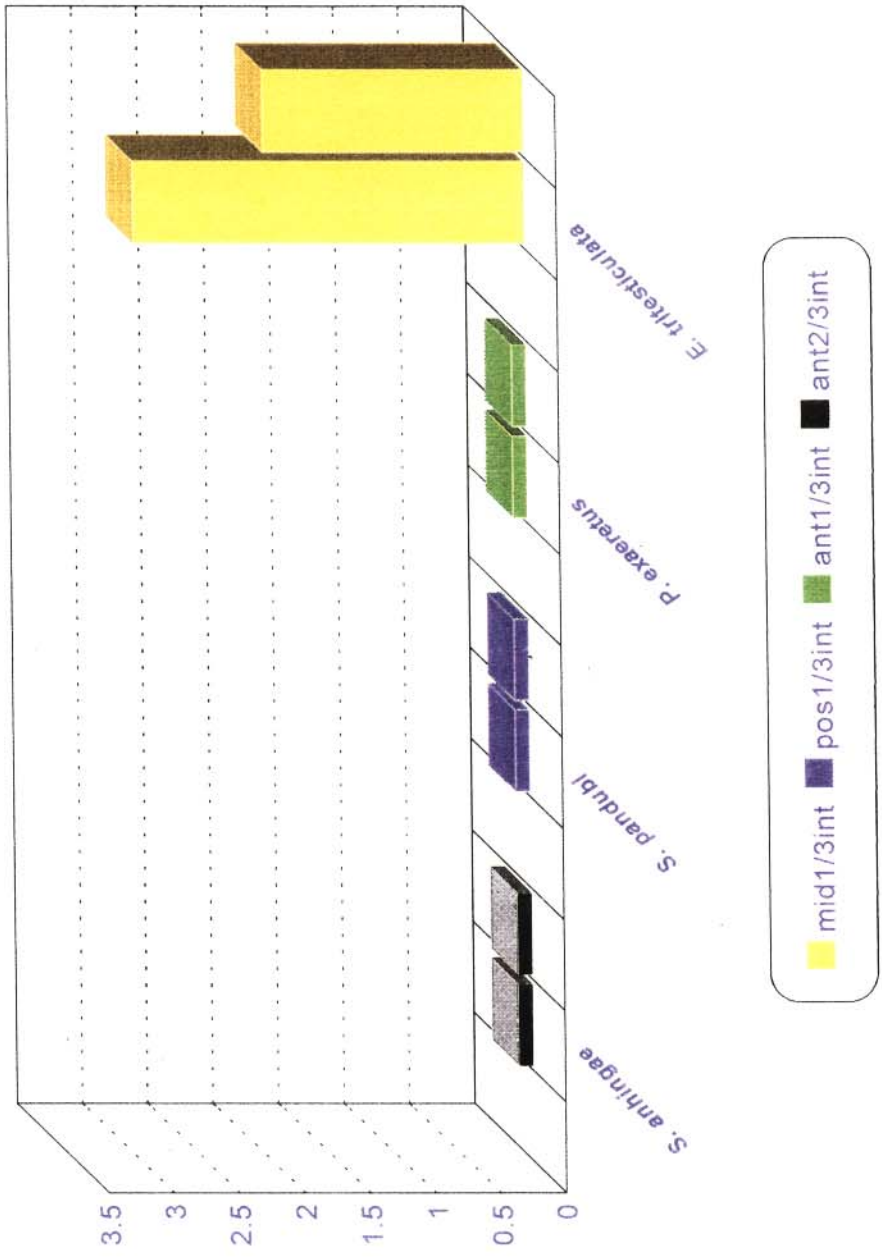 3.5
3
2.5
2
1.5
1
0.5
0
S. anhingae
S. pandubi
P. exaeretus
E. tritesticulata
mid1/3int pos1/3int ant1/3int ant2/3int